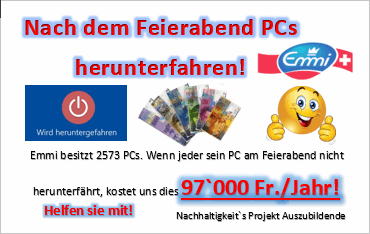 Nach dem Feierabend PCs
herunterfahren!
Emmi
Wird heruntergefahren
Emmi besitzt 2573 PCs. Wenn jeder sein PC am Feierabend nicht
herunterfährt, kostet uns dies 97`000 Fr./Jahr!
Helfen sie mit!
Nachhaltigkeit`s Projekt Auszubildende